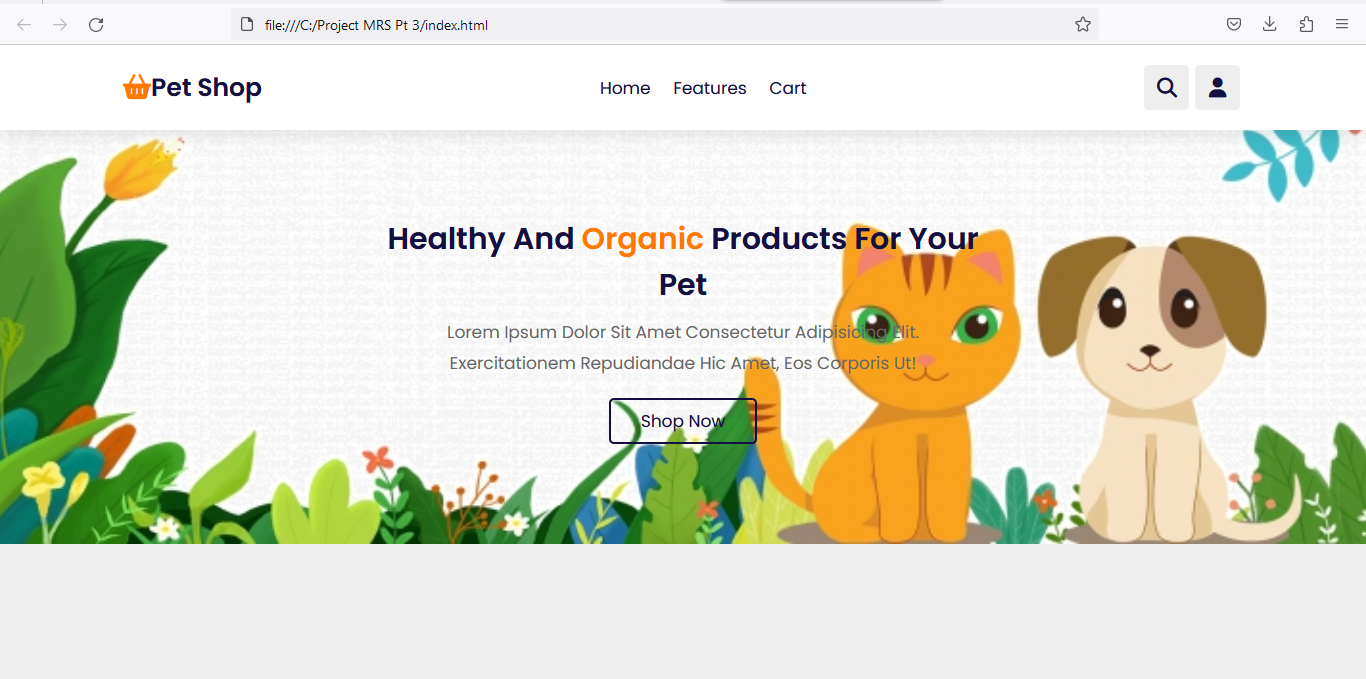 file:///C:/Project MRS Pt 3/index.html
Pet Shop
Home Features Cart
Healthy And Organic Products For Your
Pet
Lorem Ipsum Dolor Sit Amet Consectetur Adipisicing Elit.
Exercitationem Repudiandae Hic Amet, Eos Corporis Ut!
Shop Now